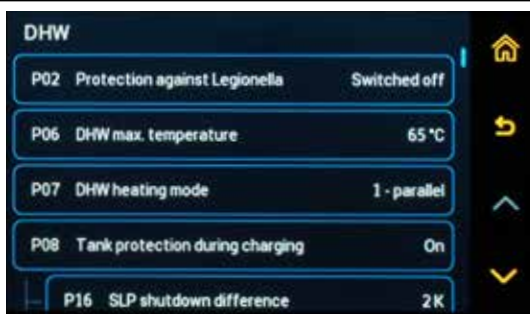 DHW
P02 Protection against Legionella Switched off
P06 DHW max. temperature 65 °C
P07 DHW heating mode 1 - parallel
P08 Tank protection during charging On
P16 SLP shutdown difference 2 K